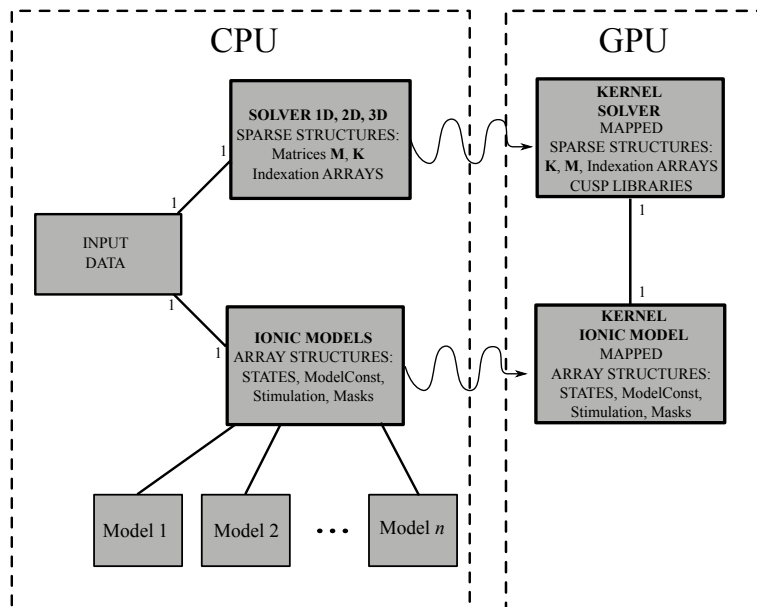 CPU
GPU
SOLVER 1D, 2D, 3D
SPARSE STRUCTURES:
Matrices M, K
Indexation ARRAYS
KERNEL
SOLVER
MAPPED
SPARSE STRUCTURES:
K, M, Indexation ARRAYS
CUSP LIBRARIES
1
1
1
INPUT
DATA
1
1
1
1
IONIC MODELS
ARRAY STRUCTURES:
STATES, ModelConst,
Stimulation, Masks
KERNEL
IONIC MODEL
MAPPED
ARRAY STRUCTURES:
STATES, ModelConst,
Stimulation, Masks
Model 1
Model 2
...
Model n